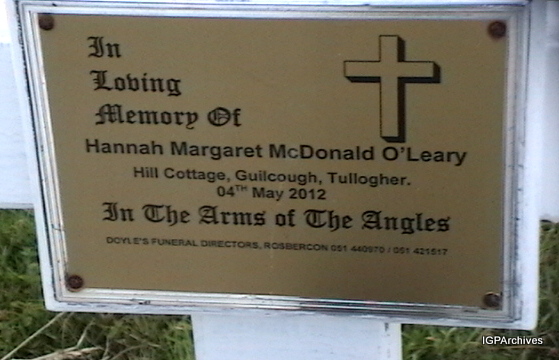 In
Loving
Memory Of
Hannah Margaret McDonald O'Leary
Hill Cottage, Guilcough, Tullogher.
04TH May 2012
In The Arms of The Angles
DOYLE'S FUNERAL DIRECTORS, ROSBERCON 051 440970 / 051 421517
IGPArchives